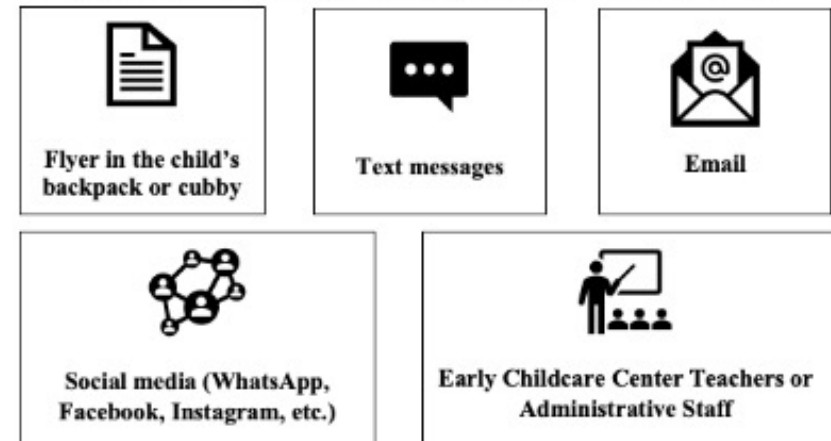 Flyer in the child's
backpack or cubby
Text messages
@
Email
Social media (WhatsApp,
Facebook, Instagram, etc.)
Early Childcare Center Teachers or
Administrative Staff